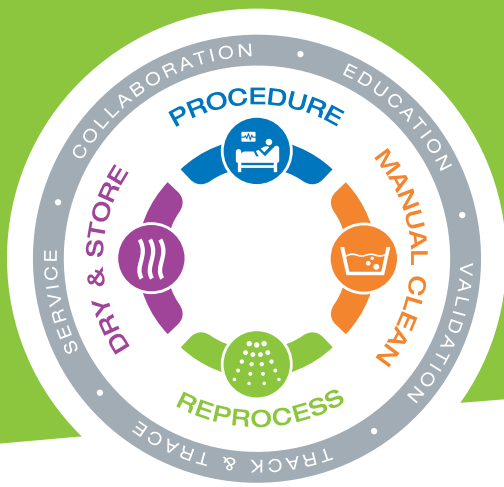 COLLABORATION • EDUCATION • VALIDATION • TRACK & TRACE • SERVICE •
PROCEDURE
MANUAL CLEAN
REPROCESS
DRY & STORE